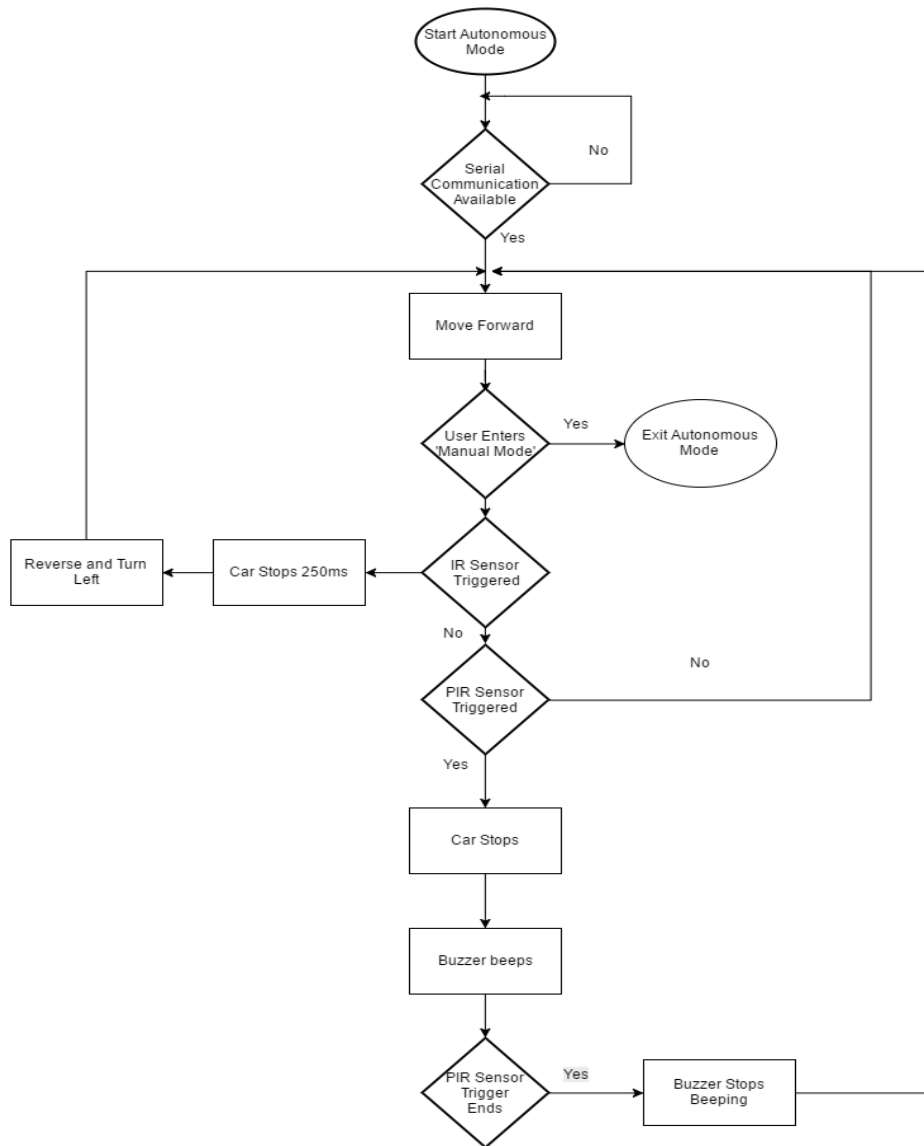 Start Autonomous
Mode
No
Serial
Communication
Available
Yes
Move Forward
User Enters
'Manual Mode'
Yes
Exit Autonomous
Mode
Reverse and Turn
Left
Car Stops 250ms
IR Sensor
Triggered
No
PIR Sensor
Triggered
No
Yes
Car Stops
Buzzer beeps
PIR Sensor
Trigger
Ends
Yes
Buzzer Stops
Beeping